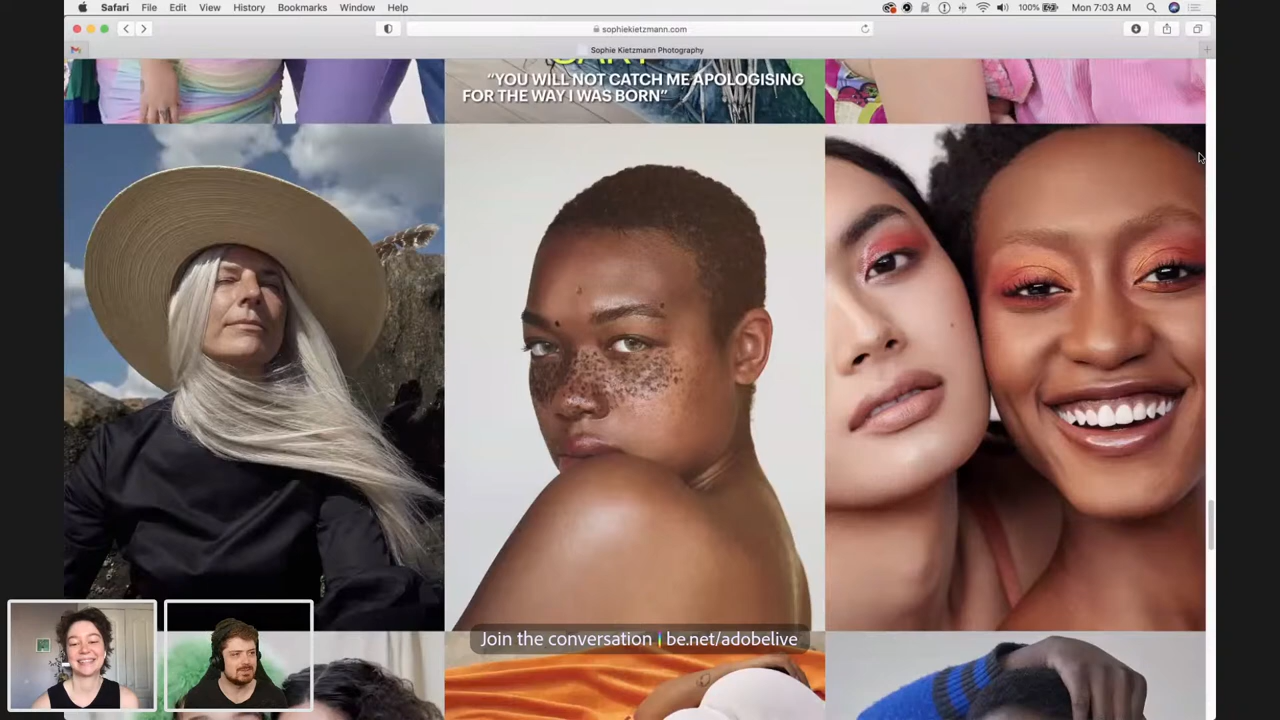 Safari File Edit View History Bookmarks Window Help
100% Mon 7:03 AM
sophiekietzmann.com
Sophie Kietzmann Photography
"YOU WILL NOT CATCH ME APOLOGISING
FOR THE WAY I WAS BORN"
Join the conversation be.net/adobelive